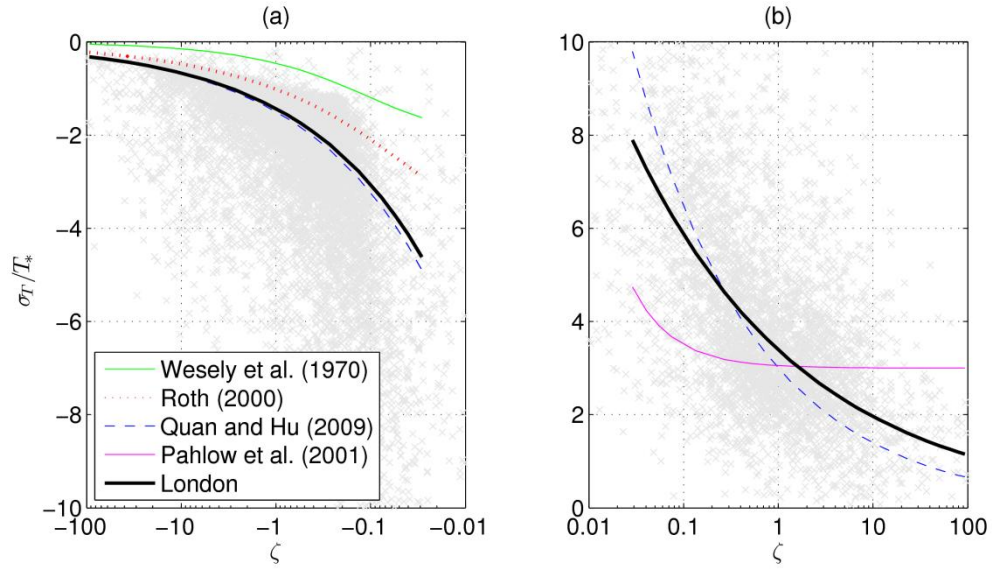 (a)
(b)
σ_T/T_*
0
−2
−4
−6
−8
−10
−100
−10
−1
−0.1
−0.01
ζ
Wesely et al. (1970)
Roth (2000)
Quan and Hu (2009)
Pahlow et al. (2001)
London
10
8
6
4
2
0
0.01
0.1
1
10
100
ζ